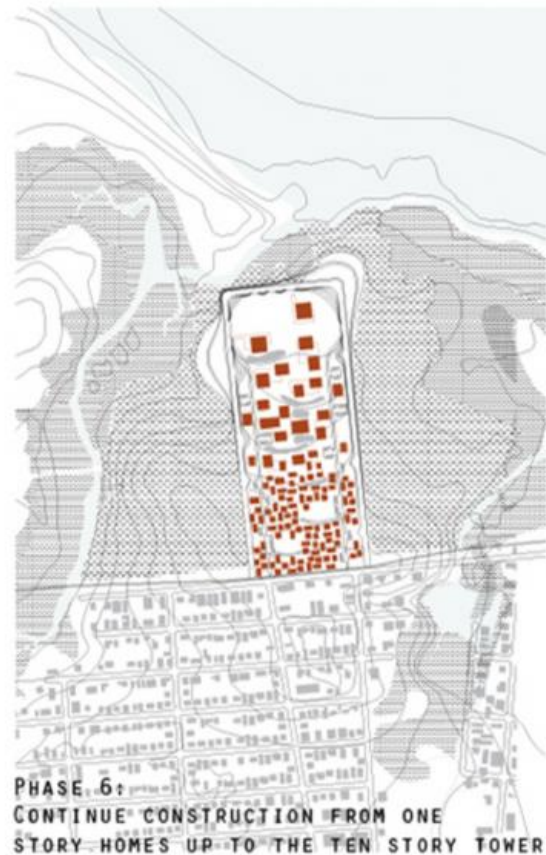 PHASE 6:
CONTINUE CONSTRUCTION FROM ONE
STORY HOMES UP TO THE TEN STORY TOWER